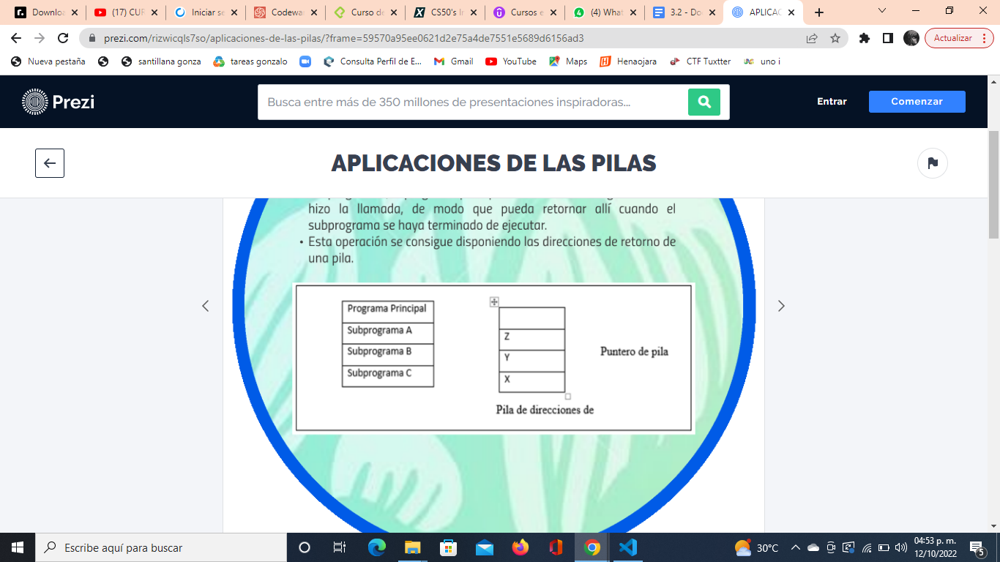 Downloa
(17) CUR
Iniciar se
Codewar
Curso de
CS50's In
Cursos e
(4) What
3.2 - Do
APLICAC
prezi.com/rizwicqls7so/aplicaciones-de-las-pilas/?frame=59570a95ee0621d2e75a4de7551e5689d6156ad3
Actualizar
Nueva pestaña
santillana gonza
tareas gonzalo
Consulta Perfil de E...
Gmail
YouTube
Maps
Henaojara
CTF Tuxtter
uno i
Prezi
Busca entre más de 350 millones de presentaciones inspiradoras...
Entrar
Comenzar
APLICACIONES DE LAS PILAS
hizo la llamada, de modo que pueda retornar allí cuando el
subprograma se haya terminado de ejecutar.
• Esta operación se consigue disponiendo las direcciones de retorno de
una pila.
Programa Principal
Subprograma A
Subprograma B
Subprograma C
Z
Y
X
Puntero de pila
Pila de direcciones de
Escribe aquí para buscar
30°C
04:53 p. m.
12/10/2022
5